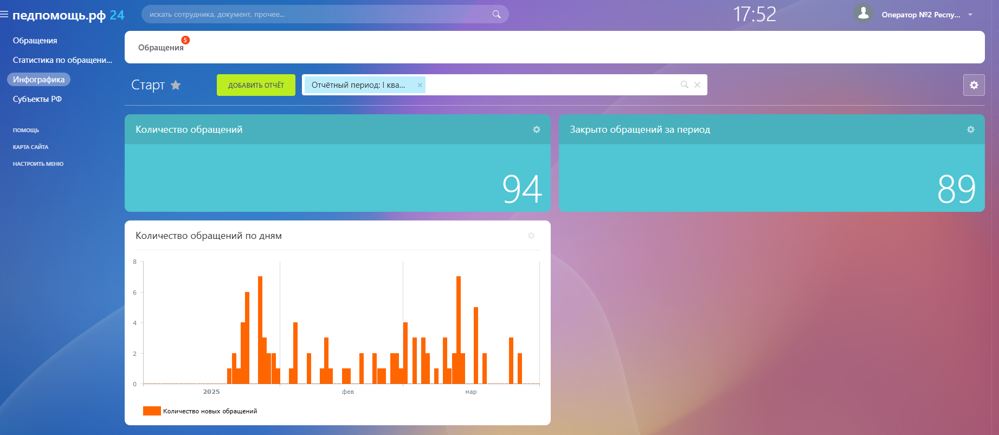 педпомощь.рф 24
искать сотрудника, документ, прочее...
17:52
Оператор №2 Респу...
Обращения
Статистика по обращени...
Инфографика
Субъекты РФ
ПОМОЩЬ
КАРТА САЙТА
НАСТРОИТЬ МЕНЮ
Обращения
5
Старт
ДОБАВИТЬ ОТЧЁТ
Отчётный период: I ква...
Количество обращений
94
Закрыто обращений за период
89
Количество обращений по дням
8
6
4
2
0
2025
фев
мар
Количество новых обращений